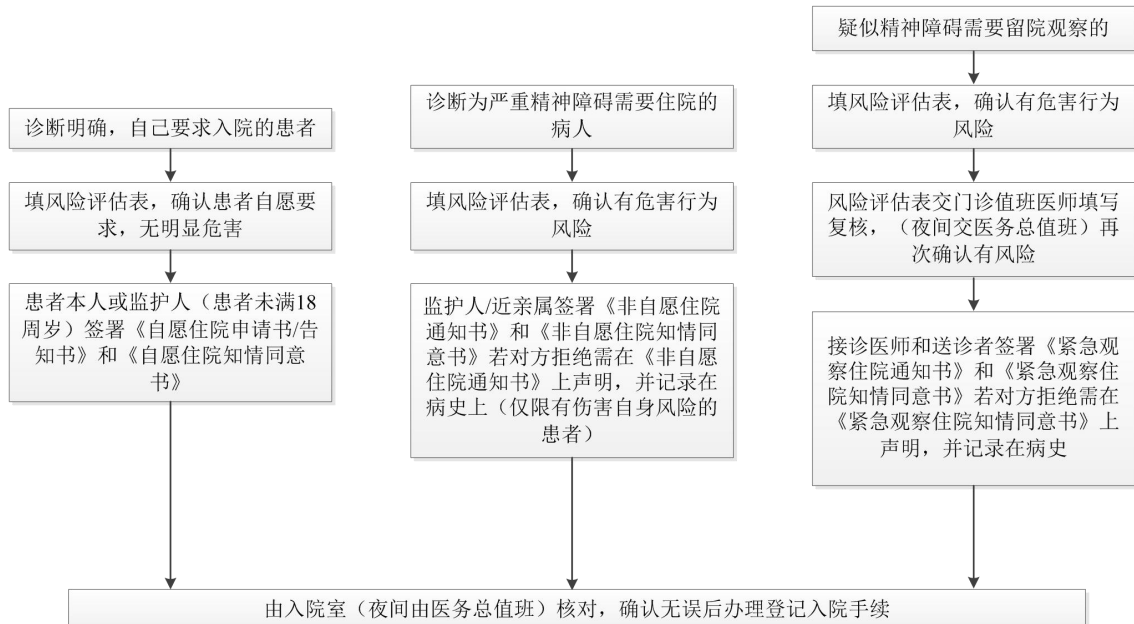 诊断明确，自己要求入院的患者
填风险评估表，确认患者自愿要
求，无明显危害
患者本人或监护人（患者未满18
周岁）签署《自愿住院申请书/告
知书》和《自愿住院知情同意
书》
诊断为严重精神障碍需要住院的
病人
填风险评估表，确认有危害行为
风险
监护人/近亲属签署《非自愿住院
通知书》和《非自愿住院知情同
意书》若对方拒绝需在《非自愿
住院通知书》上声明，并记录在
病史上（仅限有伤害自身风险的
患者）
疑似精神障碍需要留院观察的
填风险评估表，确认有危害行为
风险
风险评估表交门诊值班医师填写
复核，（夜间交医务总值班）再
次确认有风险
接诊医师和送诊者签署《紧急观
察住院通知书》和《紧急观察住
院知情同意书》若对方拒绝需在
《紧急观察住院知情同意书》上
声明，并记录在病史
由入院室（夜间由医务总值班）核对，确认无误后办理登记入院手续